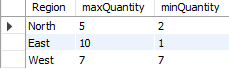 Region maxQuantity minQuantity
North 5 2
East 10 1
West 7 7